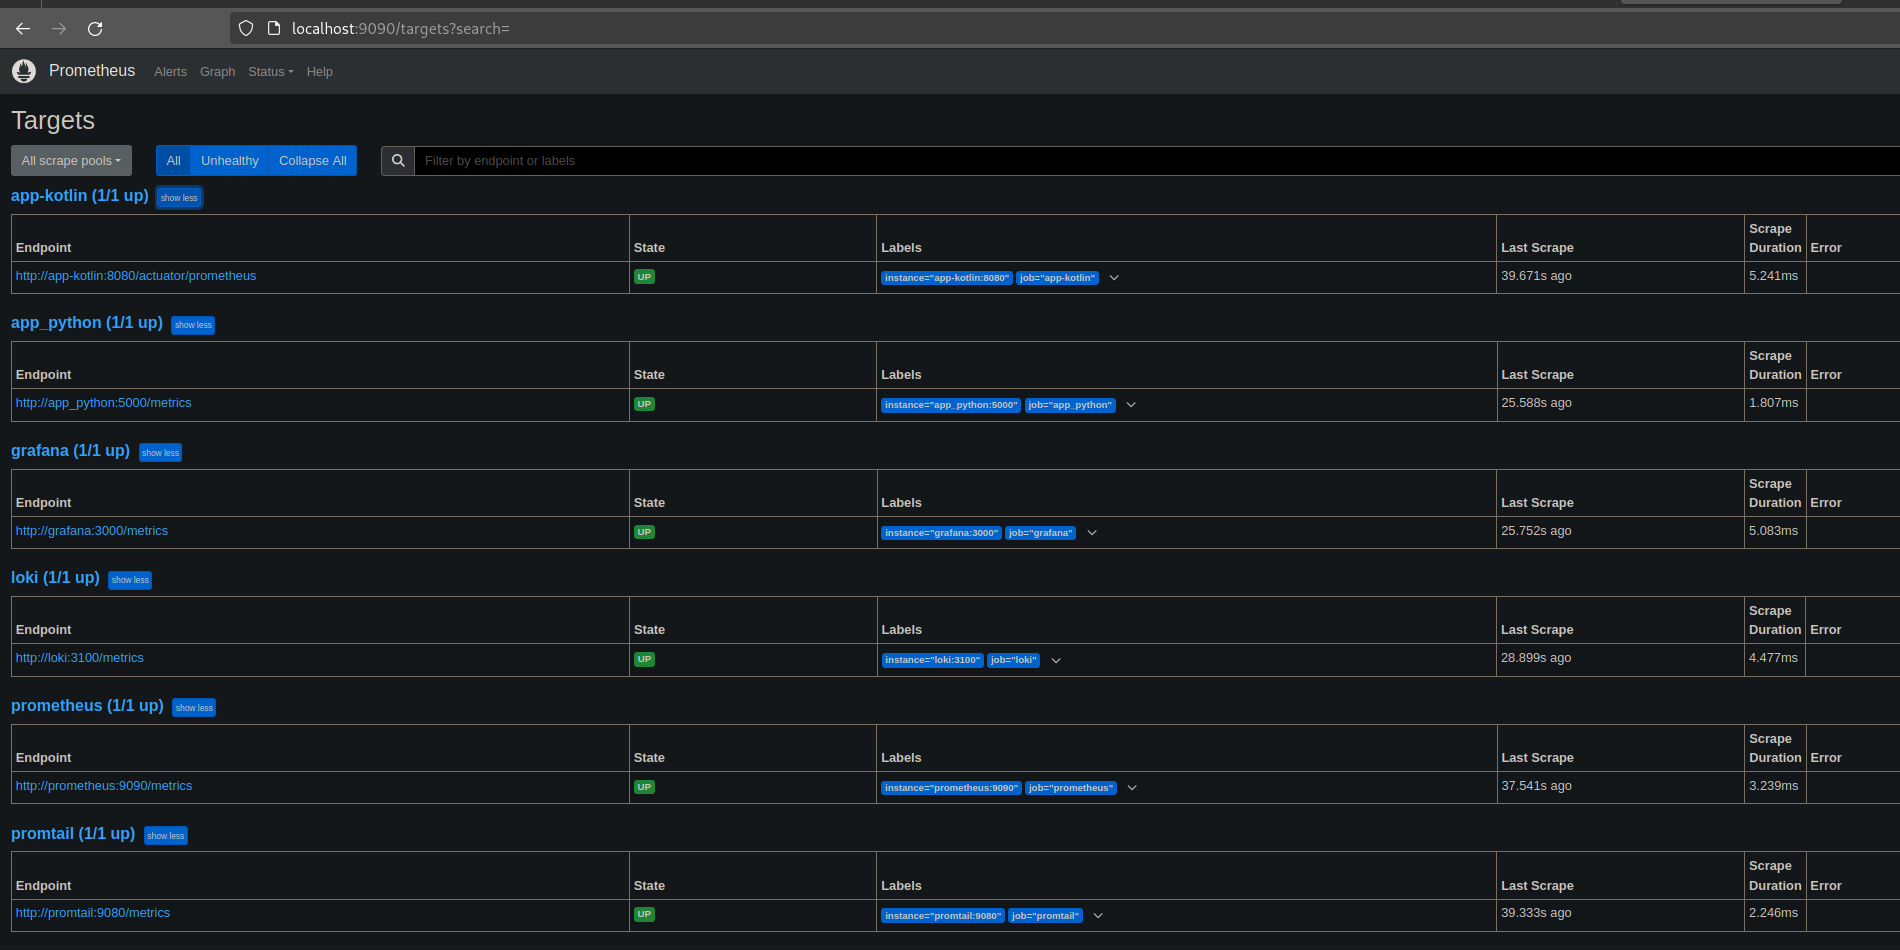 localhost:9090/targets?search=
Prometheus Alerts Graph Status Help
Targets
All scrape pools All Unhealthy Collapse All Filter by endpoint or labels
app-kotlin (1/1 up) show less
Endpoint State Labels Last Scrape Scrape Duration Error
http://app-kotlin:8080/actuator/prometheus UP instance="app-kotlin:8080" job="app-kotlin" 39.671s ago 5.241ms
app_python (1/1 up) show less
Endpoint State Labels Last Scrape Scrape Duration Error
http://app_python:5000/metrics UP instance="app_python:5000" job="app_python" 25.588s ago 1.807ms
grafana (1/1 up) show less
Endpoint State Labels Last Scrape Scrape Duration Error
http://grafana:3000/metrics UP instance="grafana:3000" job="grafana" 25.752s ago 5.083ms
loki (1/1 up) show less
Endpoint State Labels Last Scrape Scrape Duration Error
http://loki:3100/metrics UP instance="loki:3100" job="loki" 28.899s ago 4.477ms
prometheus (1/1 up) show less
Endpoint State Labels Last Scrape Scrape Duration Error
http://prometheus:9090/metrics UP instance="prometheus:9090" job="prometheus" 37.541s ago 3.239ms
promtail (1/1 up) show less
Endpoint State Labels Last Scrape Scrape Duration Error
http://promtail:9080/metrics UP instance="promtail:9080" job="promtail" 39.333s ago 2.246ms